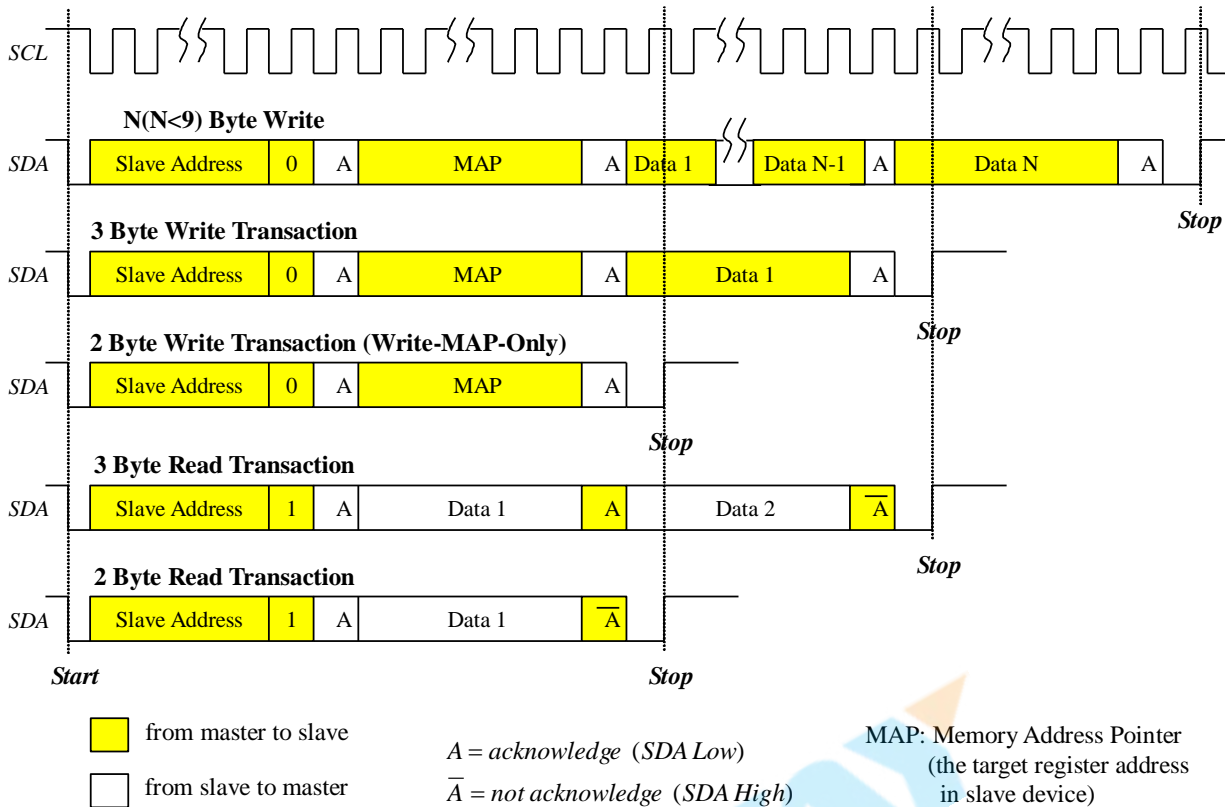 SCL
N(N<9) Byte Write
SDA Slave Address 0 A MAP A Data 1 Data N-1 A Data N A
Stop
3 Byte Write Transaction
SDA Slave Address 0 A MAP A Data 1 A
Stop
2 Byte Write Transaction (Write-MAP-Only)
SDA Slave Address 0 A MAP A
Stop
3 Byte Read Transaction
SDA Slave Address 1 A Data 1 A Data 2 A̅
Stop
2 Byte Read Transaction
SDA Slave Address 1 A Data 1 A̅
Start Stop
from master to slave
from slave to master
A = acknowledge (SDA Low)
A̅ = not acknowledge (SDA High)
MAP: Memory Address Pointer
(the target register address
in slave device)